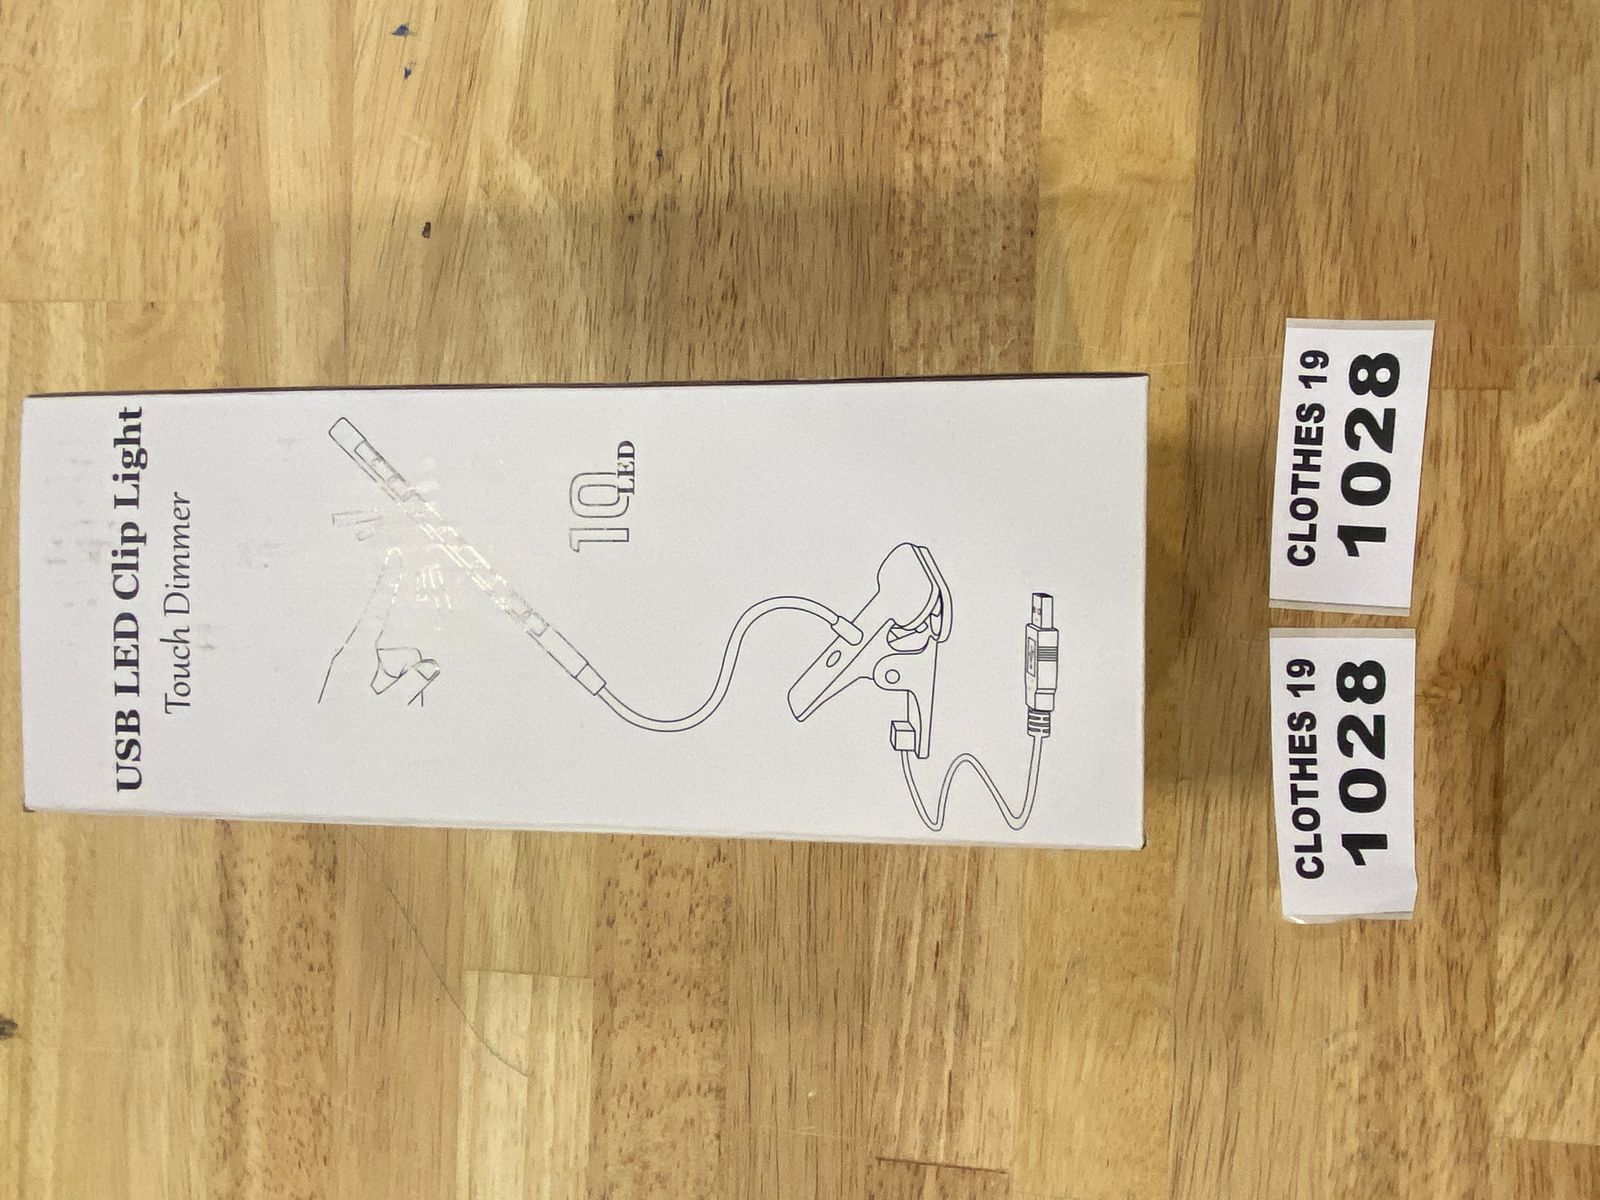 USB LED Clip Light
Touch Dimmer
10
LED
CLOTHES 19
1028
CLOTHES 19
1028